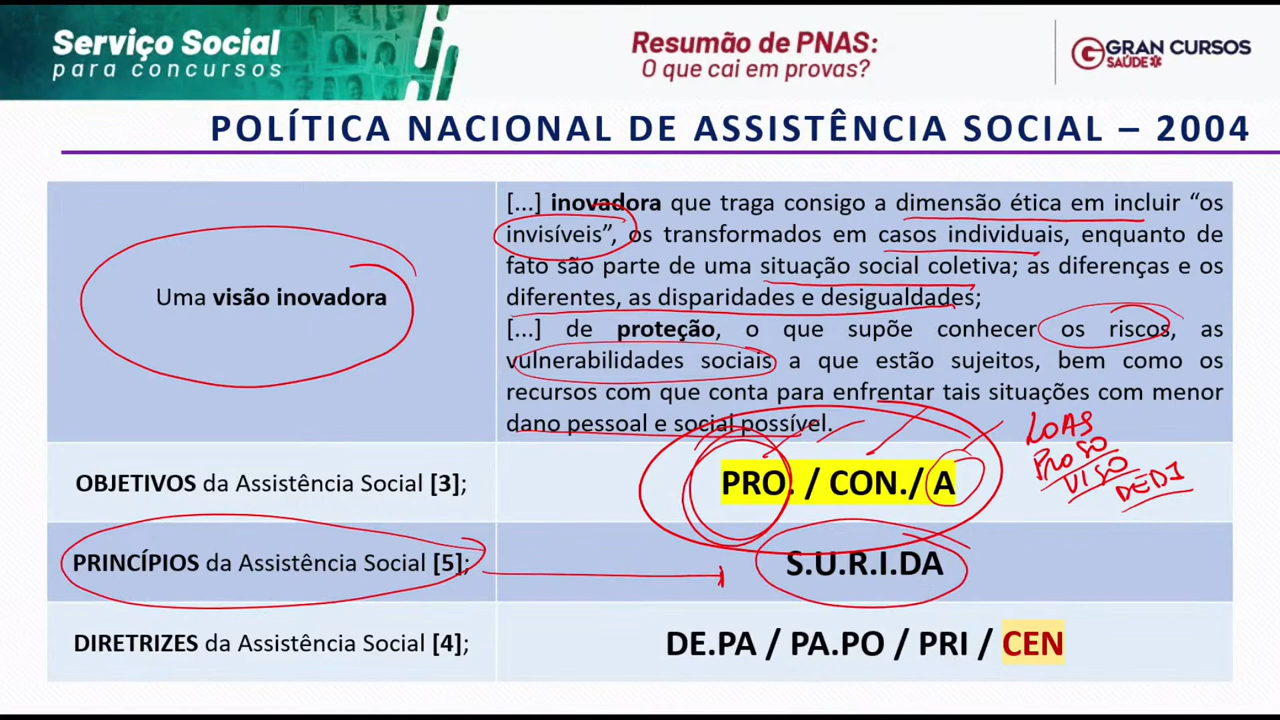 Serviço Social
para concursos
Resumão de PNAS:
O que cai em provas?
GRAN CURSOS
SAÚDE
POLÍTICA NACIONAL DE ASSISTÊNCIA SOCIAL – 2004
Uma visão inovadora
[...] inovadora que traga consigo a dimensão ética em incluir “os
invisíveis”, os transformados em casos individuais, enquanto de
fato são parte de uma situação social coletiva; as diferenças e os
diferentes, as disparidades e desigualdades;
[...] de proteção, o que supõe conhecer os riscos, as
vulnerabilidades sociais a que estão sujeitos, bem como os
recursos com que conta para enfrentar tais situações com menor
dano pessoal e social possível.
LOAS
PROSO
VISO
DEDI
OBJETIVOS da Assistência Social [3];
PRO. / CON./ A
PRINCÍPIOS da Assistência Social [5];
S.U.R.I.DA
DIRETRIZES da Assistência Social [4];
DE.PA / PA.PO / PRI / CEN